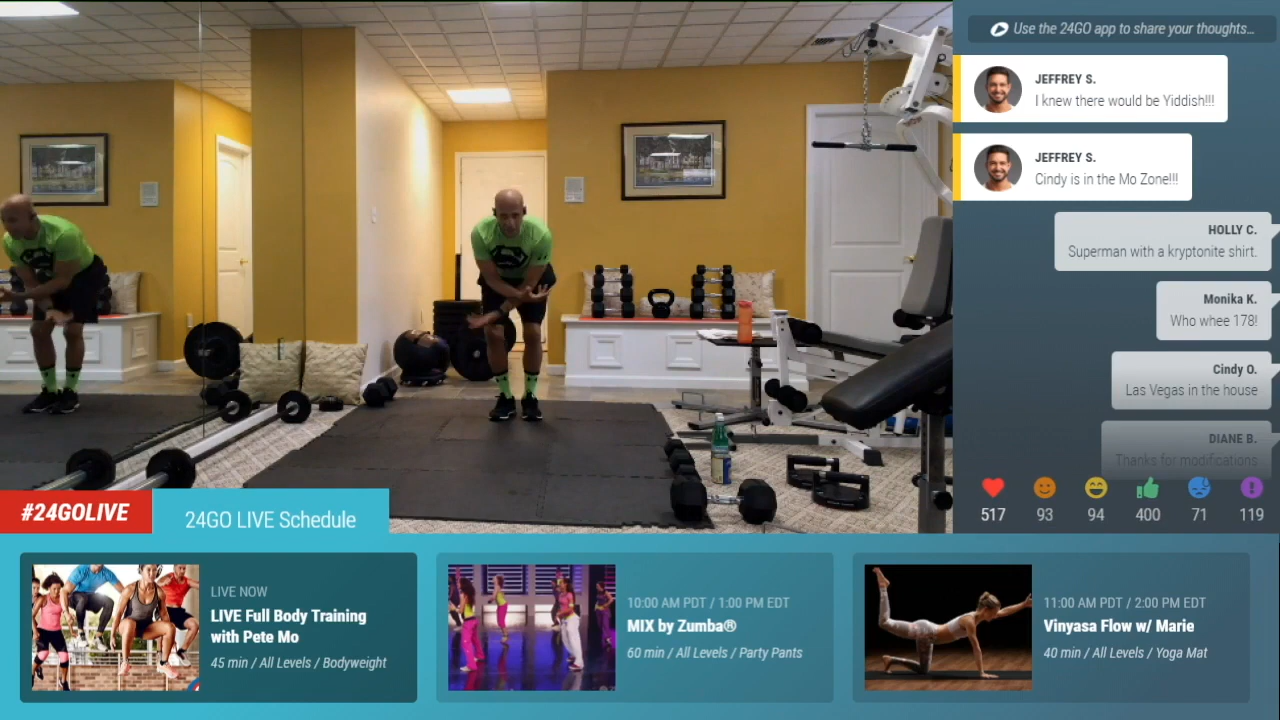 Use the 24GO app to share your thoughts...
JEFFREY S.
I knew there would be Yiddish!!!
JEFFREY S.
Cindy is in the Mo Zone!!!
HOLLY C.
Superman with a kryptonite shirt.
Monika K.
Who whee 178!
Cindy O.
Las Vegas in the house
DIANE B.
Thanks for modifications
517
93
94
400
71
119
#24GOLIVE
24GO LIVE Schedule
LIVE NOW
LIVE Full Body Training
with Pete Mo
45 min / All Levels / Bodyweight
10:00 AM PDT / 1:00 PM EDT
MIX by Zumba®
60 min / All Levels / Party Pants
11:00 AM PDT / 2:00 PM EDT
Vinyasa Flow w/ Marie
40 min / All Levels / Yoga Mat